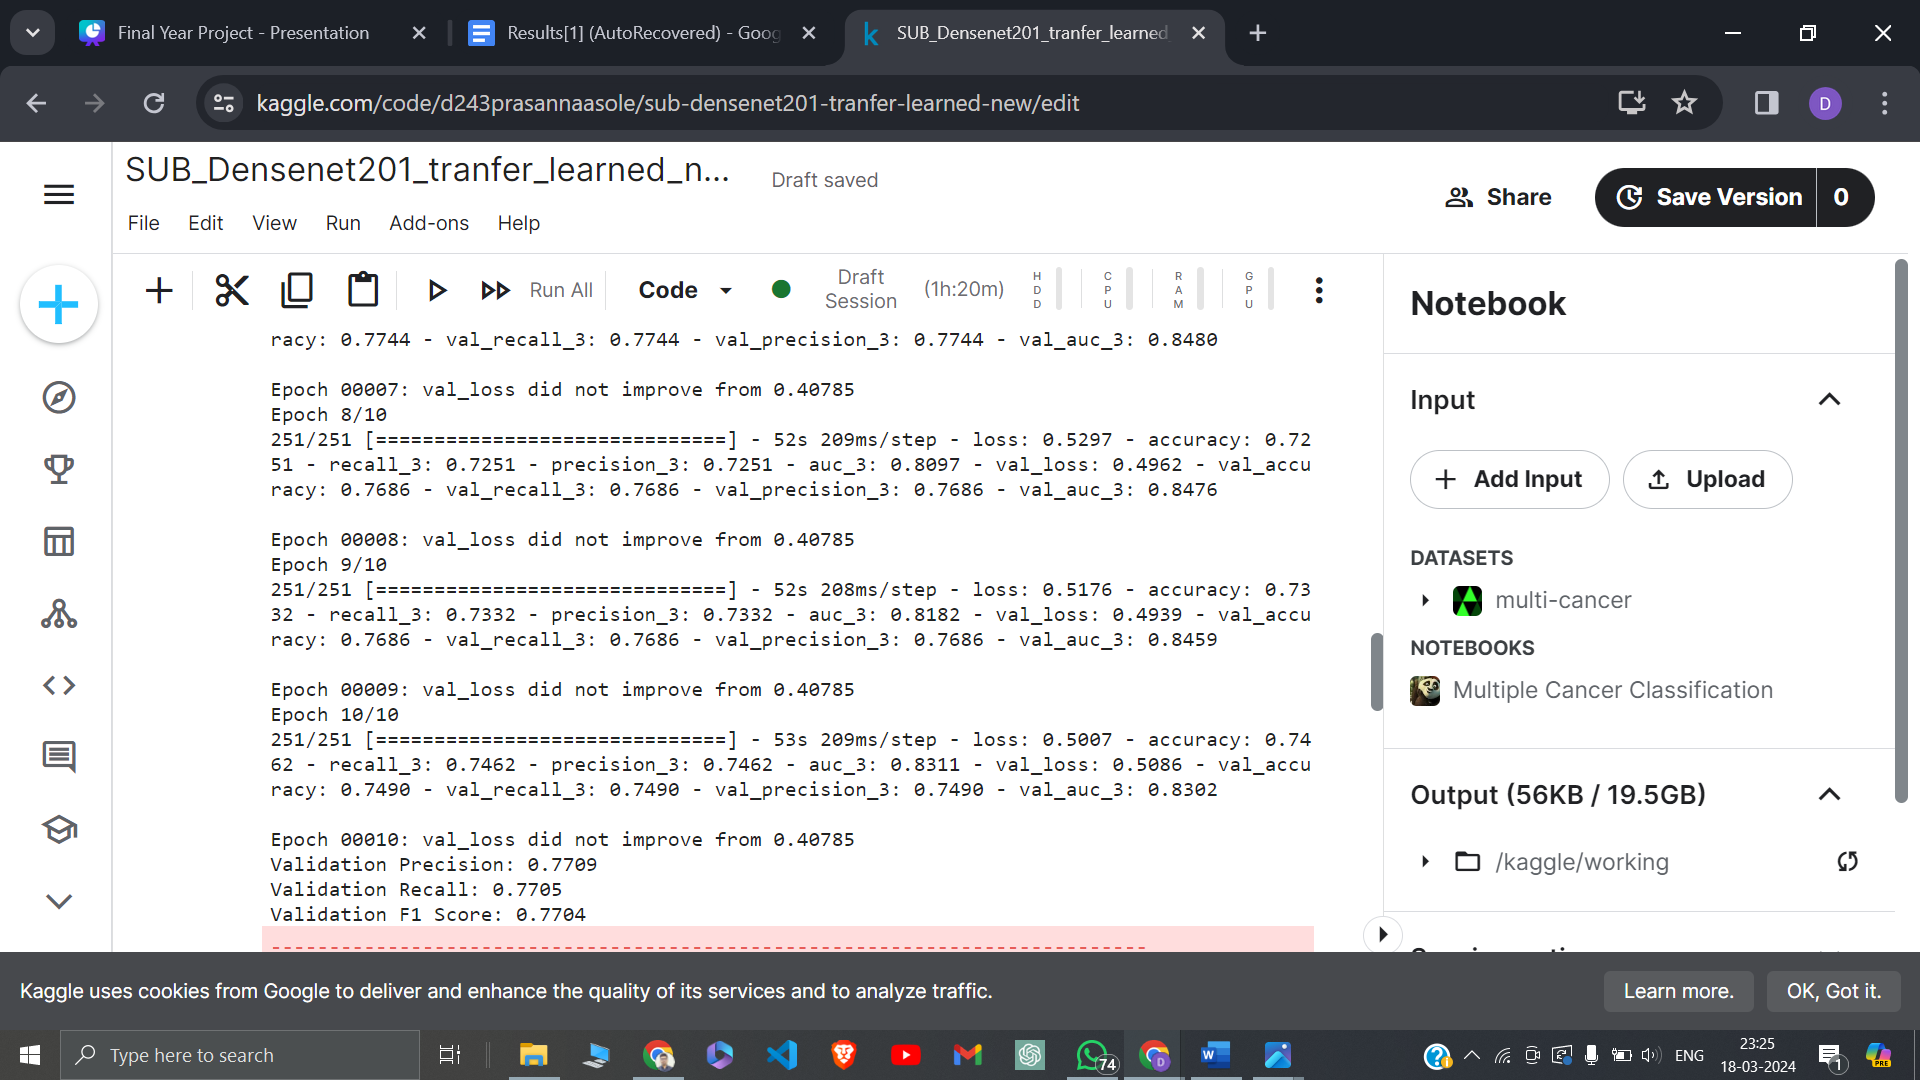 Final Year Project - Presentation
Results[1] (AutoRecovered) - Goog
SUB_Densenet201_tranfer_learned_
kaggle.com/code/d243prasannaasole/sub-densenet201-tranfer-learned-new/edit
D
SUB_Densenet201_tranfer_learned_n...
Draft saved
Share
Save Version
0
File Edit View Run Add-ons Help
Run All
Code
Draft Session
(1h:20m)
HDD
CPU
RAM
GPU
racy: 0.7744 - val_recall_3: 0.7744 - val_precision_3: 0.7744 - val_auc_3: 0.8480
Epoch 00007: val_loss did not improve from 0.40785
Epoch 8/10
251/251 [==============================] - 52s 209ms/step - loss: 0.5297 - accuracy: 0.72
51 - recall_3: 0.7251 - precision_3: 0.7251 - auc_3: 0.8097 - val_loss: 0.4962 - val_accu
racy: 0.7686 - val_recall_3: 0.7686 - val_precision_3: 0.7686 - val_auc_3: 0.8476
Epoch 00008: val_loss did not improve from 0.40785
Epoch 9/10
251/251 [==============================] - 52s 208ms/step - loss: 0.5176 - accuracy: 0.73
32 - recall_3: 0.7332 - precision_3: 0.7332 - auc_3: 0.8182 - val_loss: 0.4939 - val_accu
racy: 0.7686 - val_recall_3: 0.7686 - val_precision_3: 0.7686 - val_auc_3: 0.8459
Epoch 00009: val_loss did not improve from 0.40785
Epoch 10/10
251/251 [==============================] - 53s 209ms/step - loss: 0.5007 - accuracy: 0.74
62 - recall_3: 0.7462 - precision_3: 0.7462 - auc_3: 0.8311 - val_loss: 0.5086 - val_accu
racy: 0.7490 - val_recall_3: 0.7490 - val_precision_3: 0.7490 - val_auc_3: 0.8302
Epoch 00010: val_loss did not improve from 0.40785
Validation Precision: 0.7709
Validation Recall: 0.7705
Validation F1 Score: 0.7704
Notebook
Input
Add Input
Upload
DATASETS
multi-cancer
NOTEBOOKS
Multiple Cancer Classification
Output (56KB / 19.5GB)
/kaggle/working
Kaggle uses cookies from Google to deliver and enhance the quality of its services and to analyze traffic.
Learn more.
OK, Got it.
Type here to search
74
D
ENG
23:25
18-03-2024
1
PRE